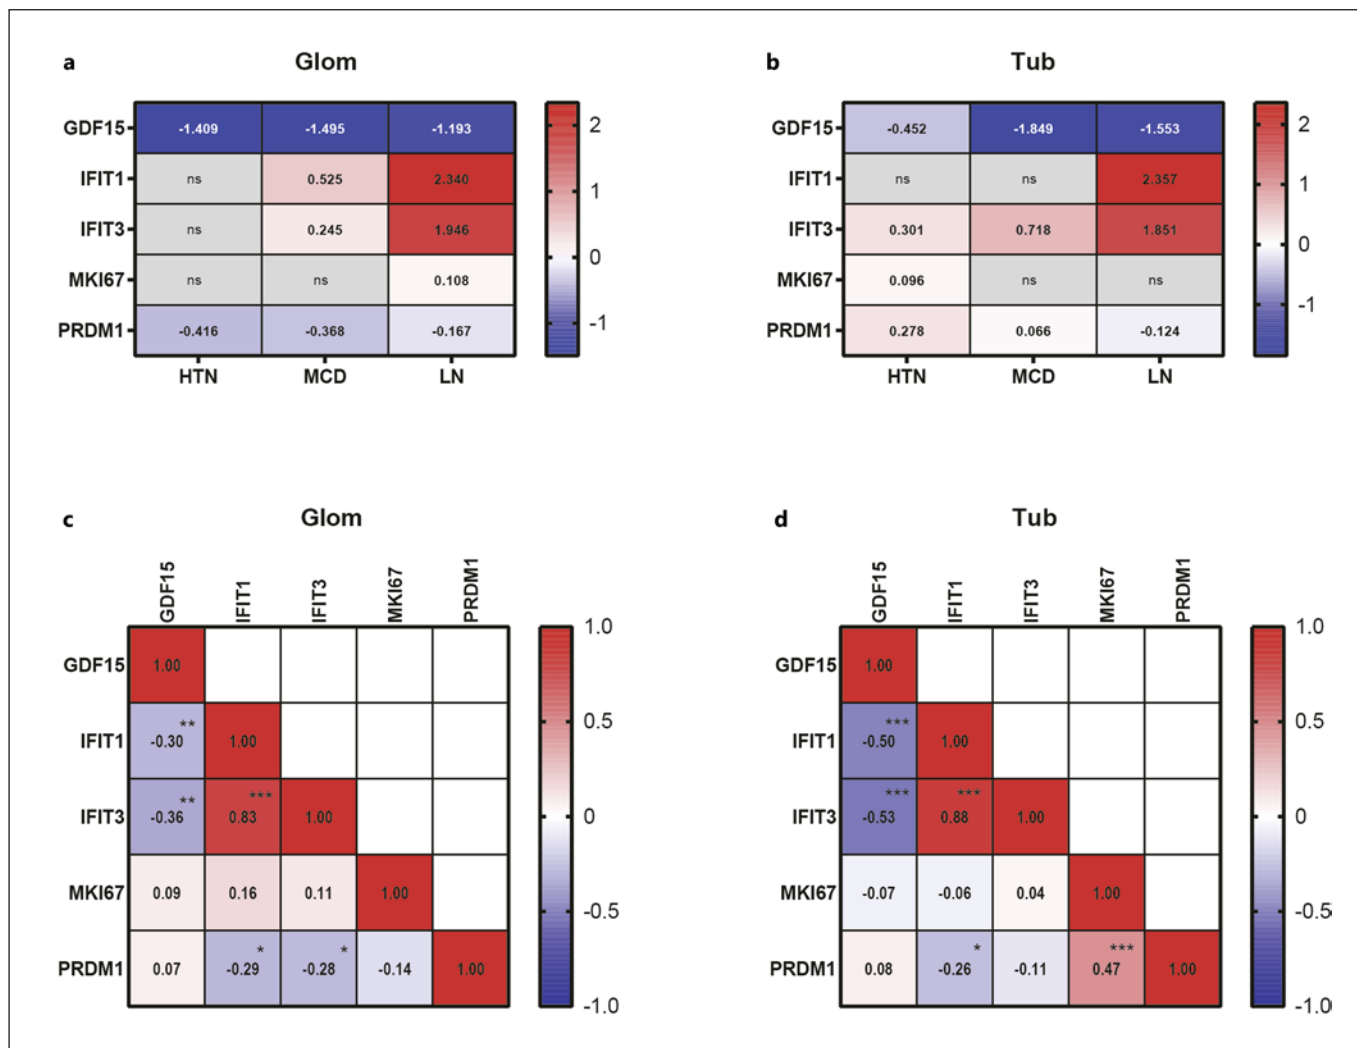 a
Glom
GDF15 -1.409 -1.495 -1.193
IFIT1 ns 0.525 2.340
IFIT3 ns 0.245 1.946
MKI67 ns ns 0.108
PRDM1 -0.416 -0.368 -0.167
HTN MCD LN
2
1
0
-1
b
Tub
GDF15 -0.452 -1.849 -1.553
IFIT1 ns ns 2.357
IFIT3 0.301 0.718 1.851
MKI67 0.096 ns ns
PRDM1 0.278 0.066 -0.124
HTN MCD LN
2
1
0
-1
c
Glom
GDF15 IFIT1 IFIT3 MKI67 PRDM1
GDF15 1.00
IFIT1 -0.30** 1.00
IFIT3 -0.36** 0.83*** 1.00
MKI67 0.09 0.16 0.11 1.00
PRDM1 0.07 -0.29* -0.28* -0.14 1.00
1.0
0.5
0
-0.5
-1.0
d
Tub
GDF15 IFIT1 IFIT3 MKI67 PRDM1
GDF15 1.00
IFIT1 -0.50*** 1.00
IFIT3 -0.53*** 0.88*** 1.00
MKI67 -0.07 -0.06 0.04 1.00
PRDM1 0.08 -0.26* -0.11 0.47*** 1.00
1.0
0.5
0
-0.5
-1.0